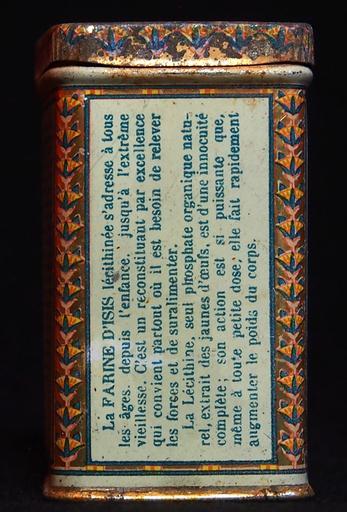 La FARINE D'ISIS lécithinée s'adresse à tous
les âges, depuis l'enfance, jusqu'à l'extrême
vieillesse. C'est un réconstituant par excellence
qui convient partout où il est besoin de relever
les forces et de suralimenter.
La Lécithine, seul phosphate organique natu-
rel, extrait des jaunes d'œufs, est d'une innocuité
complète; son action est si puissante que,
même à toute petite dose, elle fait rapidement
augmenter le poids du corps.